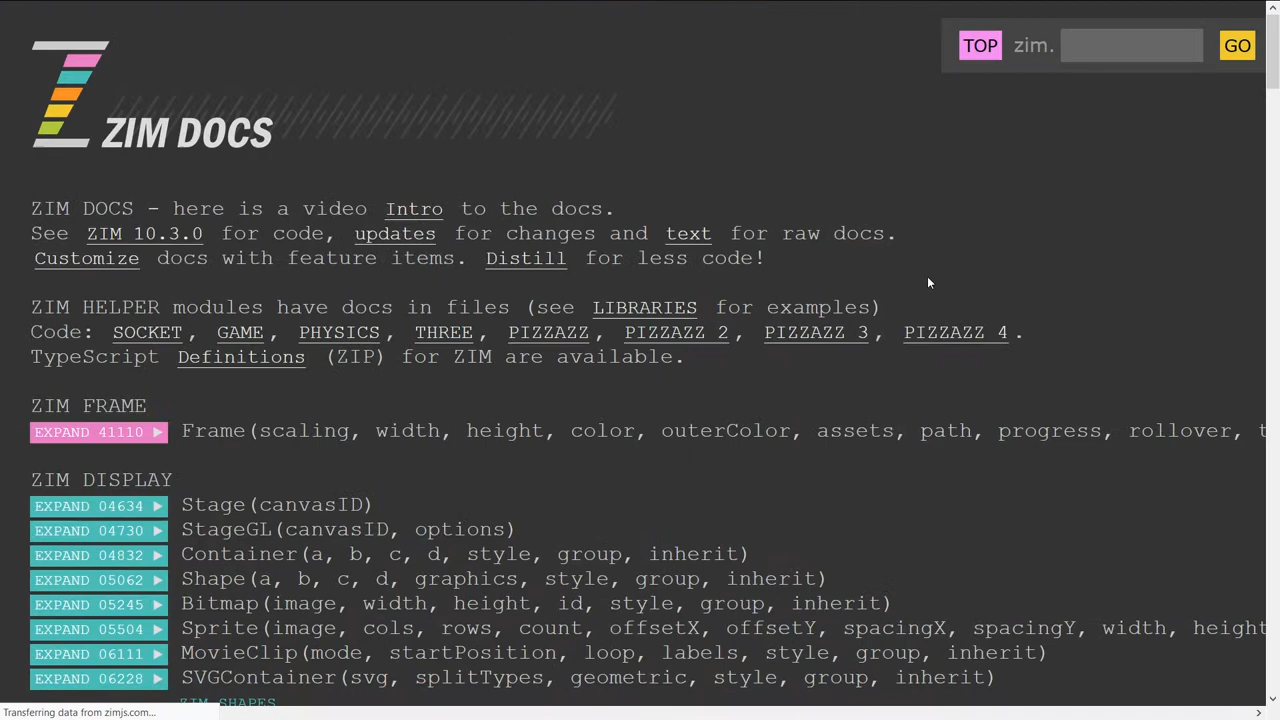 TOP zim. GO
ZIM DOCS
ZIM DOCS - here is a video Intro to the docs.
See ZIM 10.3.0 for code, updates for changes and text for raw docs.
Customize docs with feature items. Distill for less code!
ZIM HELPER modules have docs in files (see LIBRARIES for examples)
Code: SOCKET, GAME, PHYSICS, THREE, PIZZAZZ, PIZZAZZ 2, PIZZAZZ 3, PIZZAZZ 4.
TypeScript Definitions (ZIP) for ZIM are available.
ZIM FRAME
EXPAND 41110 ▶ Frame(scaling, width, height, color, outerColor, assets, path, progress, rollover, t
ZIM DISPLAY
EXPAND 04634 ▶ Stage(canvasID)
EXPAND 04730 ▶ StageGL(canvasID, options)
EXPAND 04832 ▶ Container(a, b, c, d, style, group, inherit)
EXPAND 05062 ▶ Shape(a, b, c, d, graphics, style, group, inherit)
EXPAND 05245 ▶ Bitmap(image, width, height, id, style, group, inherit)
EXPAND 05504 ▶ Sprite(image, cols, rows, count, offsetX, offsetY, spacingX, spacingY, width, height
EXPAND 06111 ▶ MovieClip(mode, startPosition, loop, labels, style, group, inherit)
EXPAND 06228 ▶ SVGContainer(svg, splitTypes, geometric, style, group, inherit)
ZIM SHAPES
Transferring data from zimjs.com...